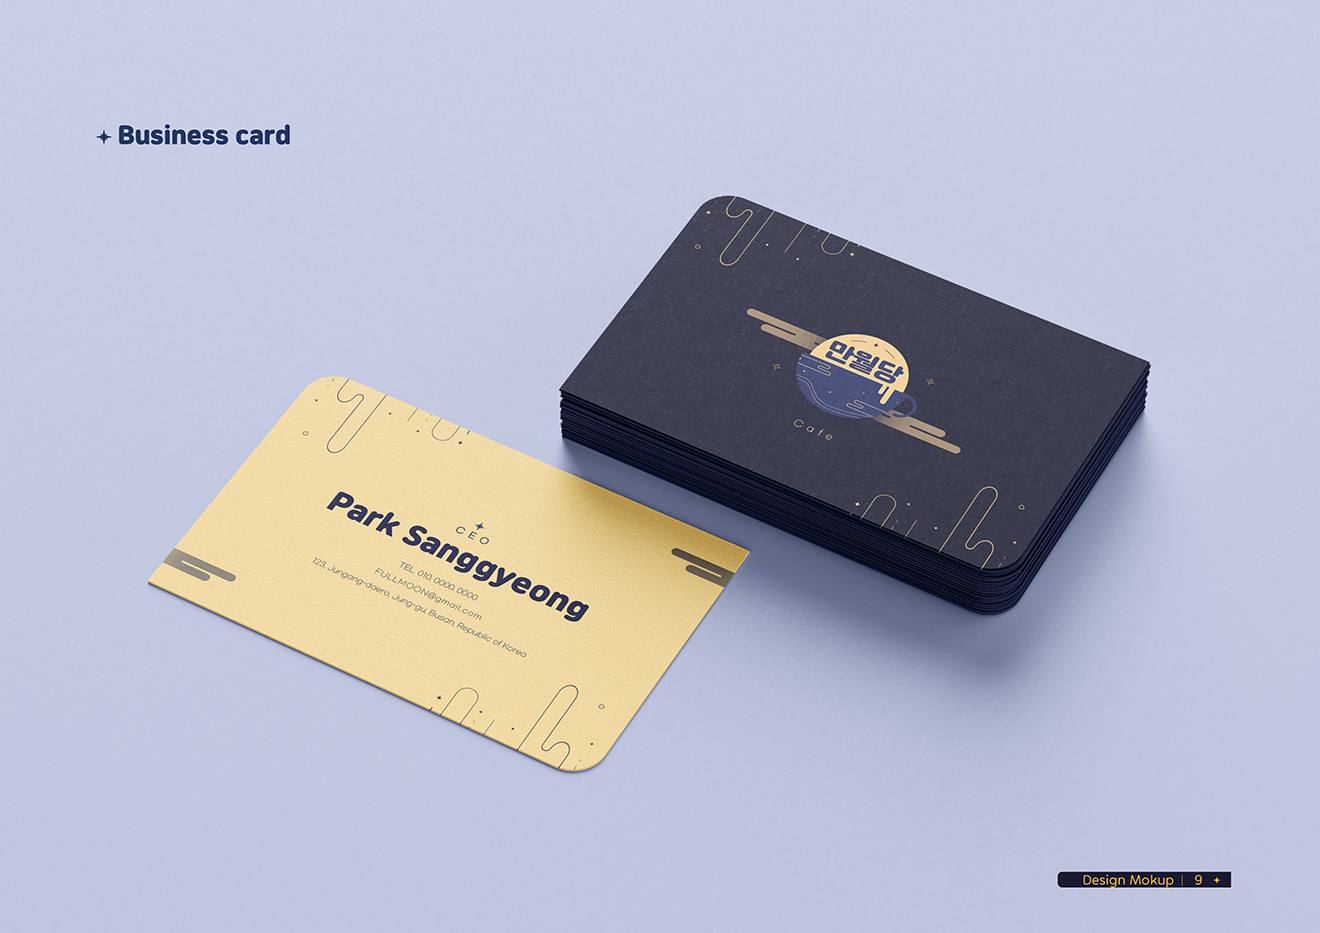 Business card
만월당
Cafe
CEO
Park Sanggyeong
TEL. 010. 0000. 0000
FULLMOON@gmail.com
123, Jungang-daero, Jung-gu, Busan, Republic of Korea
Design Mokup | 9